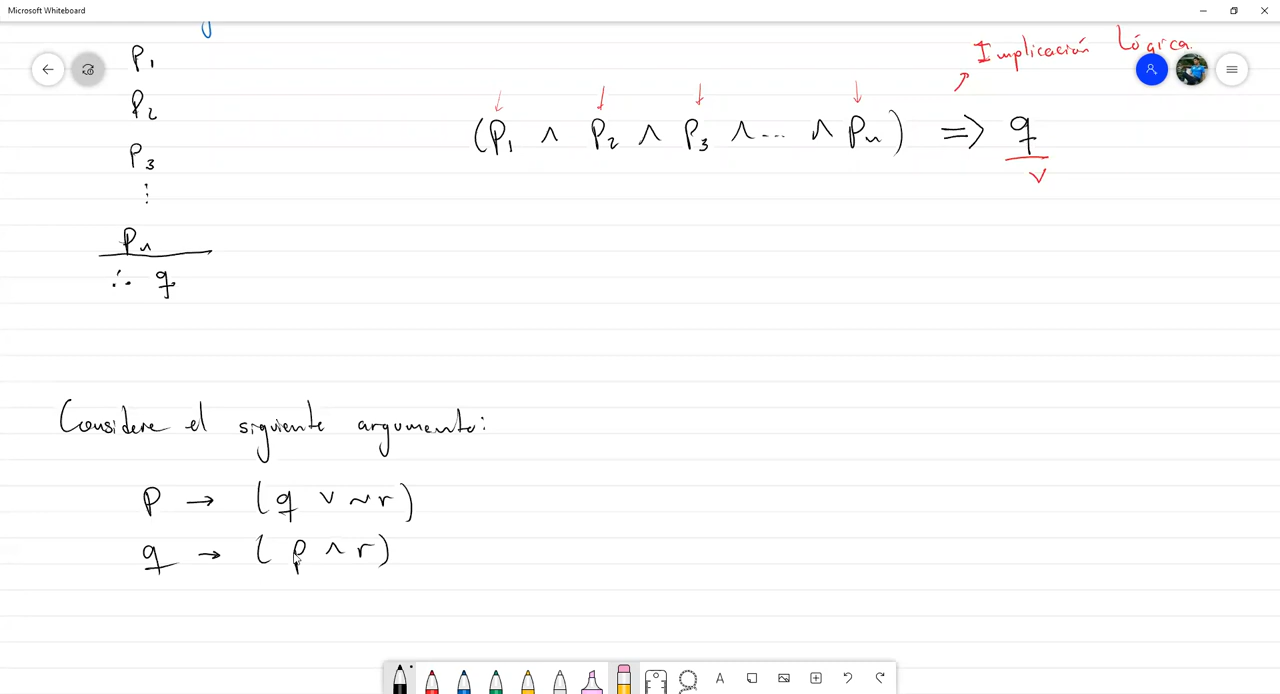 Microsoft Whiteboard
Implicación Lógica
P₁
P₂
P₃
⋮
Pₙ
∴ q
(P₁ ∧ P₂ ∧ P₃ ∧ ... ∧ Pₙ) => q
V
Considere el siguiente argumento:
P → (q ∨ ~r)
q → (p ∧ r)
A